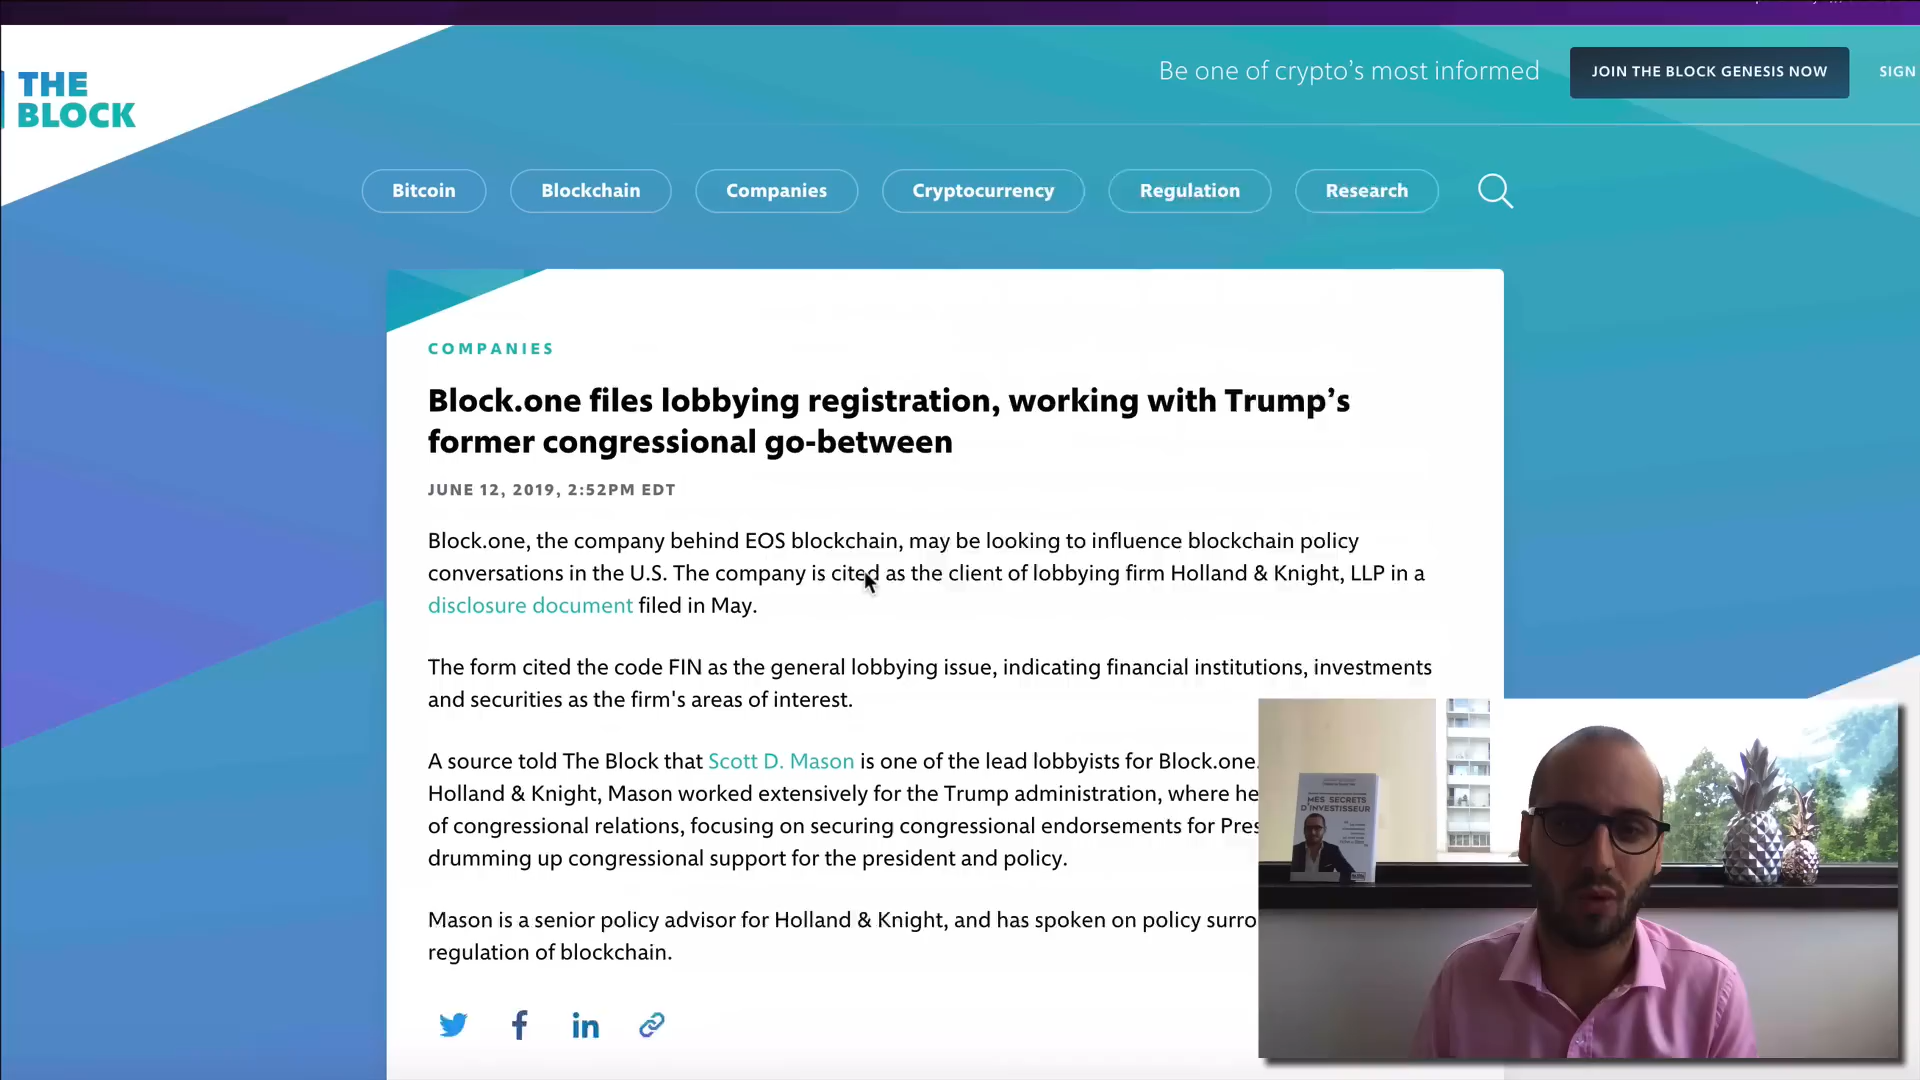 THE
BLOCK
Be one of crypto's most informed
JOIN THE BLOCK GENESIS NOW
SIGN
Bitcoin
Blockchain
Companies
Cryptocurrency
Regulation
Research
COMPANIES
Block.one files lobbying registration, working with Trump's
former congressional go-between
JUNE 12, 2019, 2:52PM EDT
Block.one, the company behind EOS blockchain, may be looking to influence blockchain policy
conversations in the U.S. The company is cited as the client of lobbying firm Holland & Knight, LLP in a
disclosure document filed in May.
The form cited the code FIN as the general lobbying issue, indicating financial institutions, investments
and securities as the firm's areas of interest.
A source told The Block that Scott D. Mason is one of the lead lobbyists for Block.one.
Holland & Knight, Mason worked extensively for the Trump administration, where he
of congressional relations, focusing on securing congressional endorsements for Pres
drumming up congressional support for the president and policy.
Mason is a senior policy advisor for Holland & Knight, and has spoken on policy surro
regulation of blockchain.
in
MES SECRETS
D'INVESTISSEUR